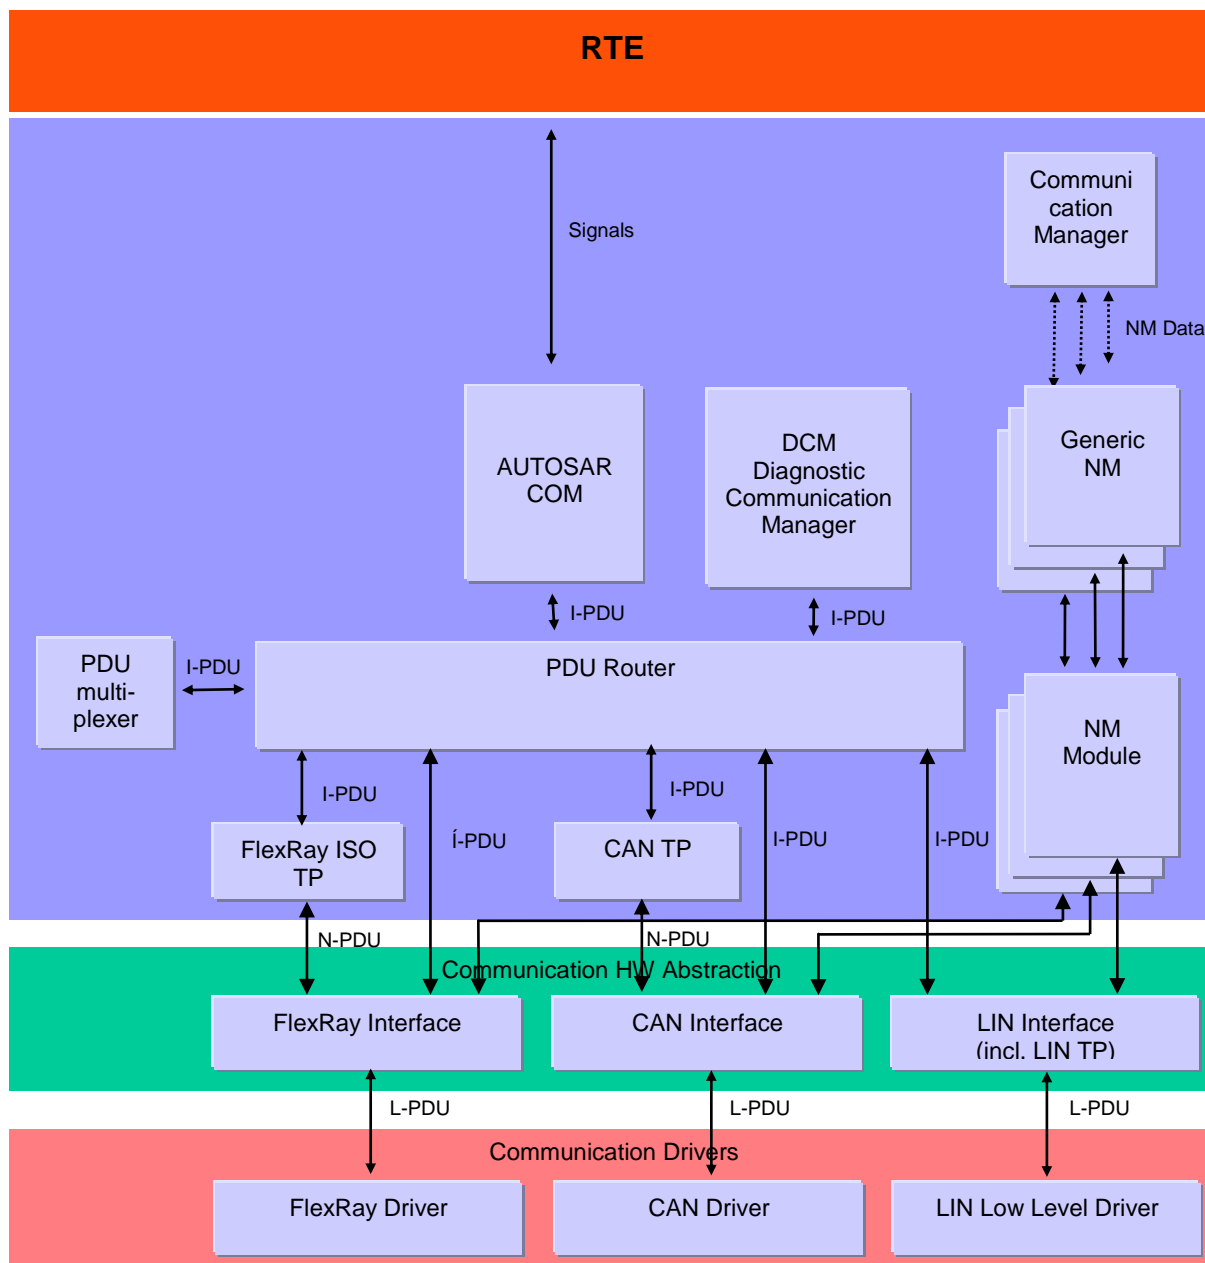 RTE
Communi
cation
Manager
Signals
NM Data
AUTOSAR
COM
DCM
Diagnostic
Communication
Manager
Generic
NM
I-PDU
I-PDU
PDU
multi-
plexer
I-PDU
PDU Router
NM
Module
I-PDU
Í-PDU
I-PDU
I-PDU
I-PDU
FlexRay ISO
TP
CAN TP
N-PDU
N-PDU
Communication HW Abstraction
FlexRay Interface
CAN Interface
LIN Interface
(incl. LIN TP)
L-PDU
L-PDU
L-PDU
Communication Drivers
FlexRay Driver
CAN Driver
LIN Low Level Driver